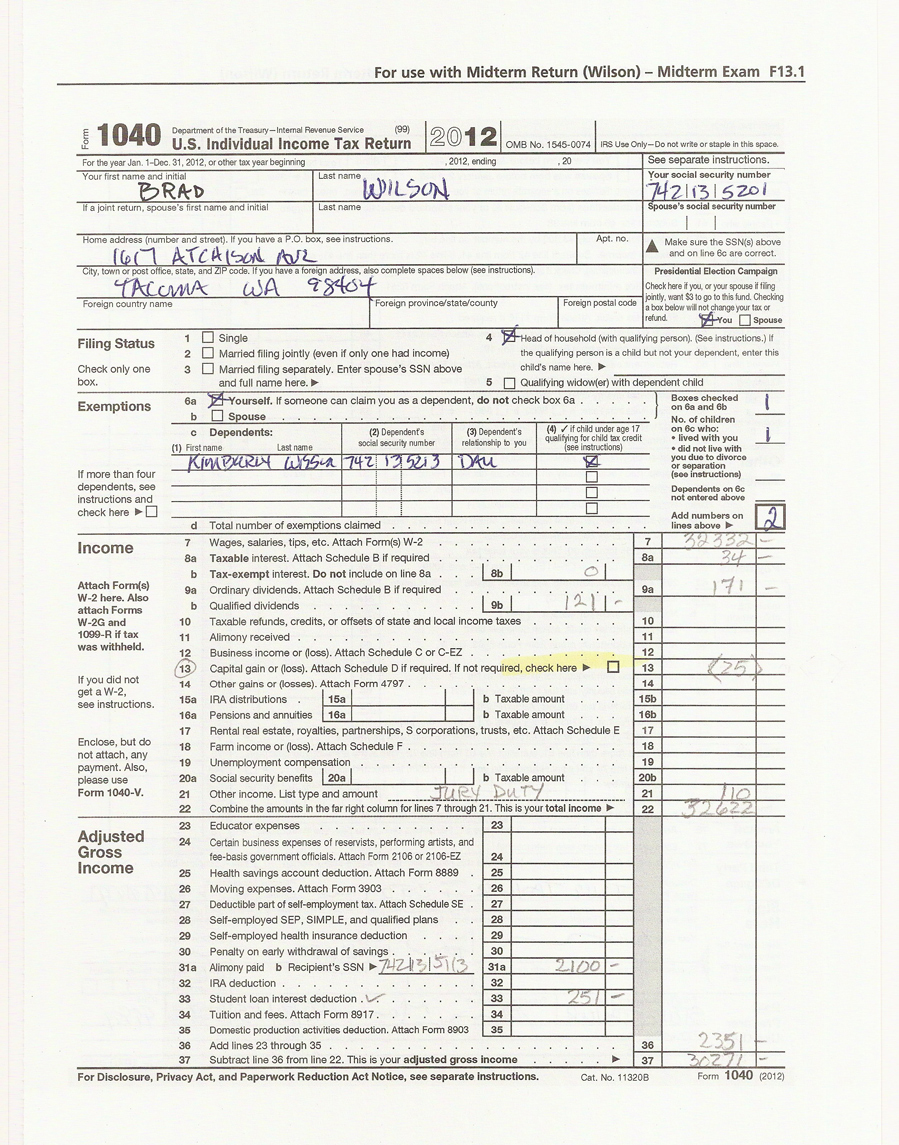 For use with Midterm Return (Wilson) – Midterm Exam F13.1
Form 1040 Department of the Treasury—Internal Revenue Service (99) U.S. Individual Income Tax Return 2012 OMB No. 1545-0074 IRS Use Only—Do not write or staple in this space.
For the year Jan. 1–Dec. 31, 2012, or other tax year beginning , 2012, ending , 20 See separate instructions.
Your first name and initial Last name Your social security number
BRAD WILSON 742 13 5201
If a joint return, spouse's first name and initial Last name Spouse's social security number
Home address (number and street). If you have a P.O. box, see instructions. Apt. no.
1617 ATCHISON AVE
▲ Make sure the SSN(s) above and on line 6c are correct.
City, town or post office, state, and ZIP code. If you have a foreign address, also complete spaces below (see instructions).
TACOMA WA 98404
Foreign country name Foreign province/state/county Foreign postal code
Presidential Election Campaign
Check here if you, or your spouse if filing
jointly, want $3 to go to this fund. Checking
a box below will not change your tax or
refund. You Spouse
Filing Status
Check only one
box.
1 Single
2 Married filing jointly (even if only one had income)
3 Married filing separately. Enter spouse's SSN above
and full name here. ►
4 Head of household (with qualifying person). (See instructions.) If
the qualifying person is a child but not your dependent, enter this
child's name here. ►
5 Qualifying widow(er) with dependent child
Exemptions
6a Yourself. If someone can claim you as a dependent, do not check box 6a
b Spouse
c Dependents:
(1) First name Last name
(2) Dependent's
social security number
(3) Dependent's
relationship to you
(4) ✓ if child under age 17
qualifying for child tax credit
(see instructions)
KIMBERLY WILSON 742 13 5213 DAU
If more than four
dependents, see
instructions and
check here ►
d Total number of exemptions claimed
Boxes checked
on 6a and 6b 1
No. of children
on 6c who:
• lived with you 1
• did not live with
you due to divorce
or separation
(see instructions)
Dependents on 6c
not entered above
Add numbers on
lines above ► 2
Income
Attach Form(s)
W-2 here. Also
attach Forms
W-2G and
1099-R if tax
was withheld.
If you did not
get a W-2,
see instructions.
Enclose, but do
not attach, any
payment. Also,
please use
Form 1040-V.
7 Wages, salaries, tips, etc. Attach Form(s) W-2 7 32332 –
8a Taxable interest. Attach Schedule B if required 8a 34 –
b Tax-exempt interest. Do not include on line 8a 8b 0
9a Ordinary dividends. Attach Schedule B if required 9a 171 –
b Qualified dividends 9b 121 –
10 Taxable refunds, credits, or offsets of state and local income taxes 10
11 Alimony received 11
12 Business income or (loss). Attach Schedule C or C-EZ 12
13 Capital gain or (loss). Attach Schedule D if required. If not required, check here ► 13 (25)
14 Other gains or (losses). Attach Form 4797 14
15a IRA distributions 15a b Taxable amount 15b
16a Pensions and annuities 16a b Taxable amount 16b
17 Rental real estate, royalties, partnerships, S corporations, trusts, etc. Attach Schedule E 17
18 Farm income or (loss). Attach Schedule F 18
19 Unemployment compensation 19
20a Social security benefits 20a b Taxable amount 20b
21 Other income. List type and amount JURY DUTY 21 110
22 Combine the amounts in the far right column for lines 7 through 21. This is your total income ► 22 32622
Adjusted
Gross
Income
23 Educator expenses 23
24 Certain business expenses of reservists, performing artists, and
fee-basis government officials. Attach Form 2106 or 2106-EZ 24
25 Health savings account deduction. Attach Form 8889 25
26 Moving expenses. Attach Form 3903 26
27 Deductible part of self-employment tax. Attach Schedule SE 27
28 Self-employed SEP, SIMPLE, and qualified plans 28
29 Self-employed health insurance deduction 29
30 Penalty on early withdrawal of savings 30
31a Alimony paid b Recipient's SSN ► 31a 2100 –
32 IRA deduction 32
33 Student loan interest deduction ✓ 33 251 –
34 Tuition and fees. Attach Form 8917 34
35 Domestic production activities deduction. Attach Form 8903 35
36 Add lines 23 through 35 36 2351 –
37 Subtract line 36 from line 22. This is your adjusted gross income ► 37 30271 –
For Disclosure, Privacy Act, and Paperwork Reduction Act Notice, see separate instructions. Cat. No. 11320B Form 1040 (2012)